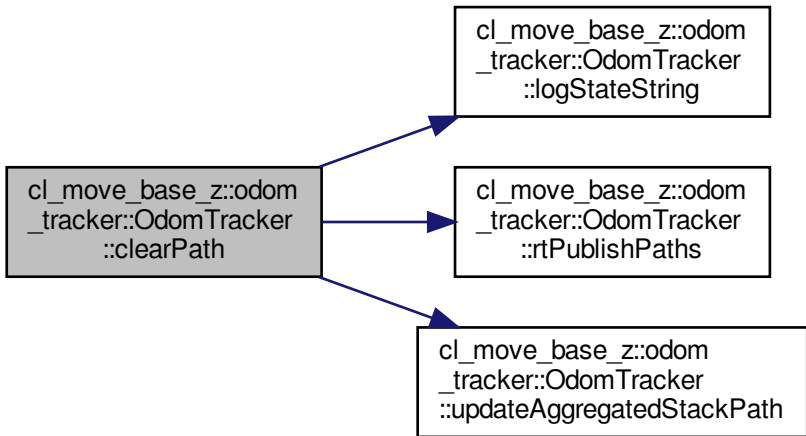 cl_move_base_z::odom
_tracker::OdomTracker
::logStateString
cl_move_base_z::odom
_tracker::OdomTracker
::clearPath
cl_move_base_z::odom
_tracker::OdomTracker
::rtPublishPaths
cl_move_base_z::odom
_tracker::OdomTracker
::updateAggregatedStackPath